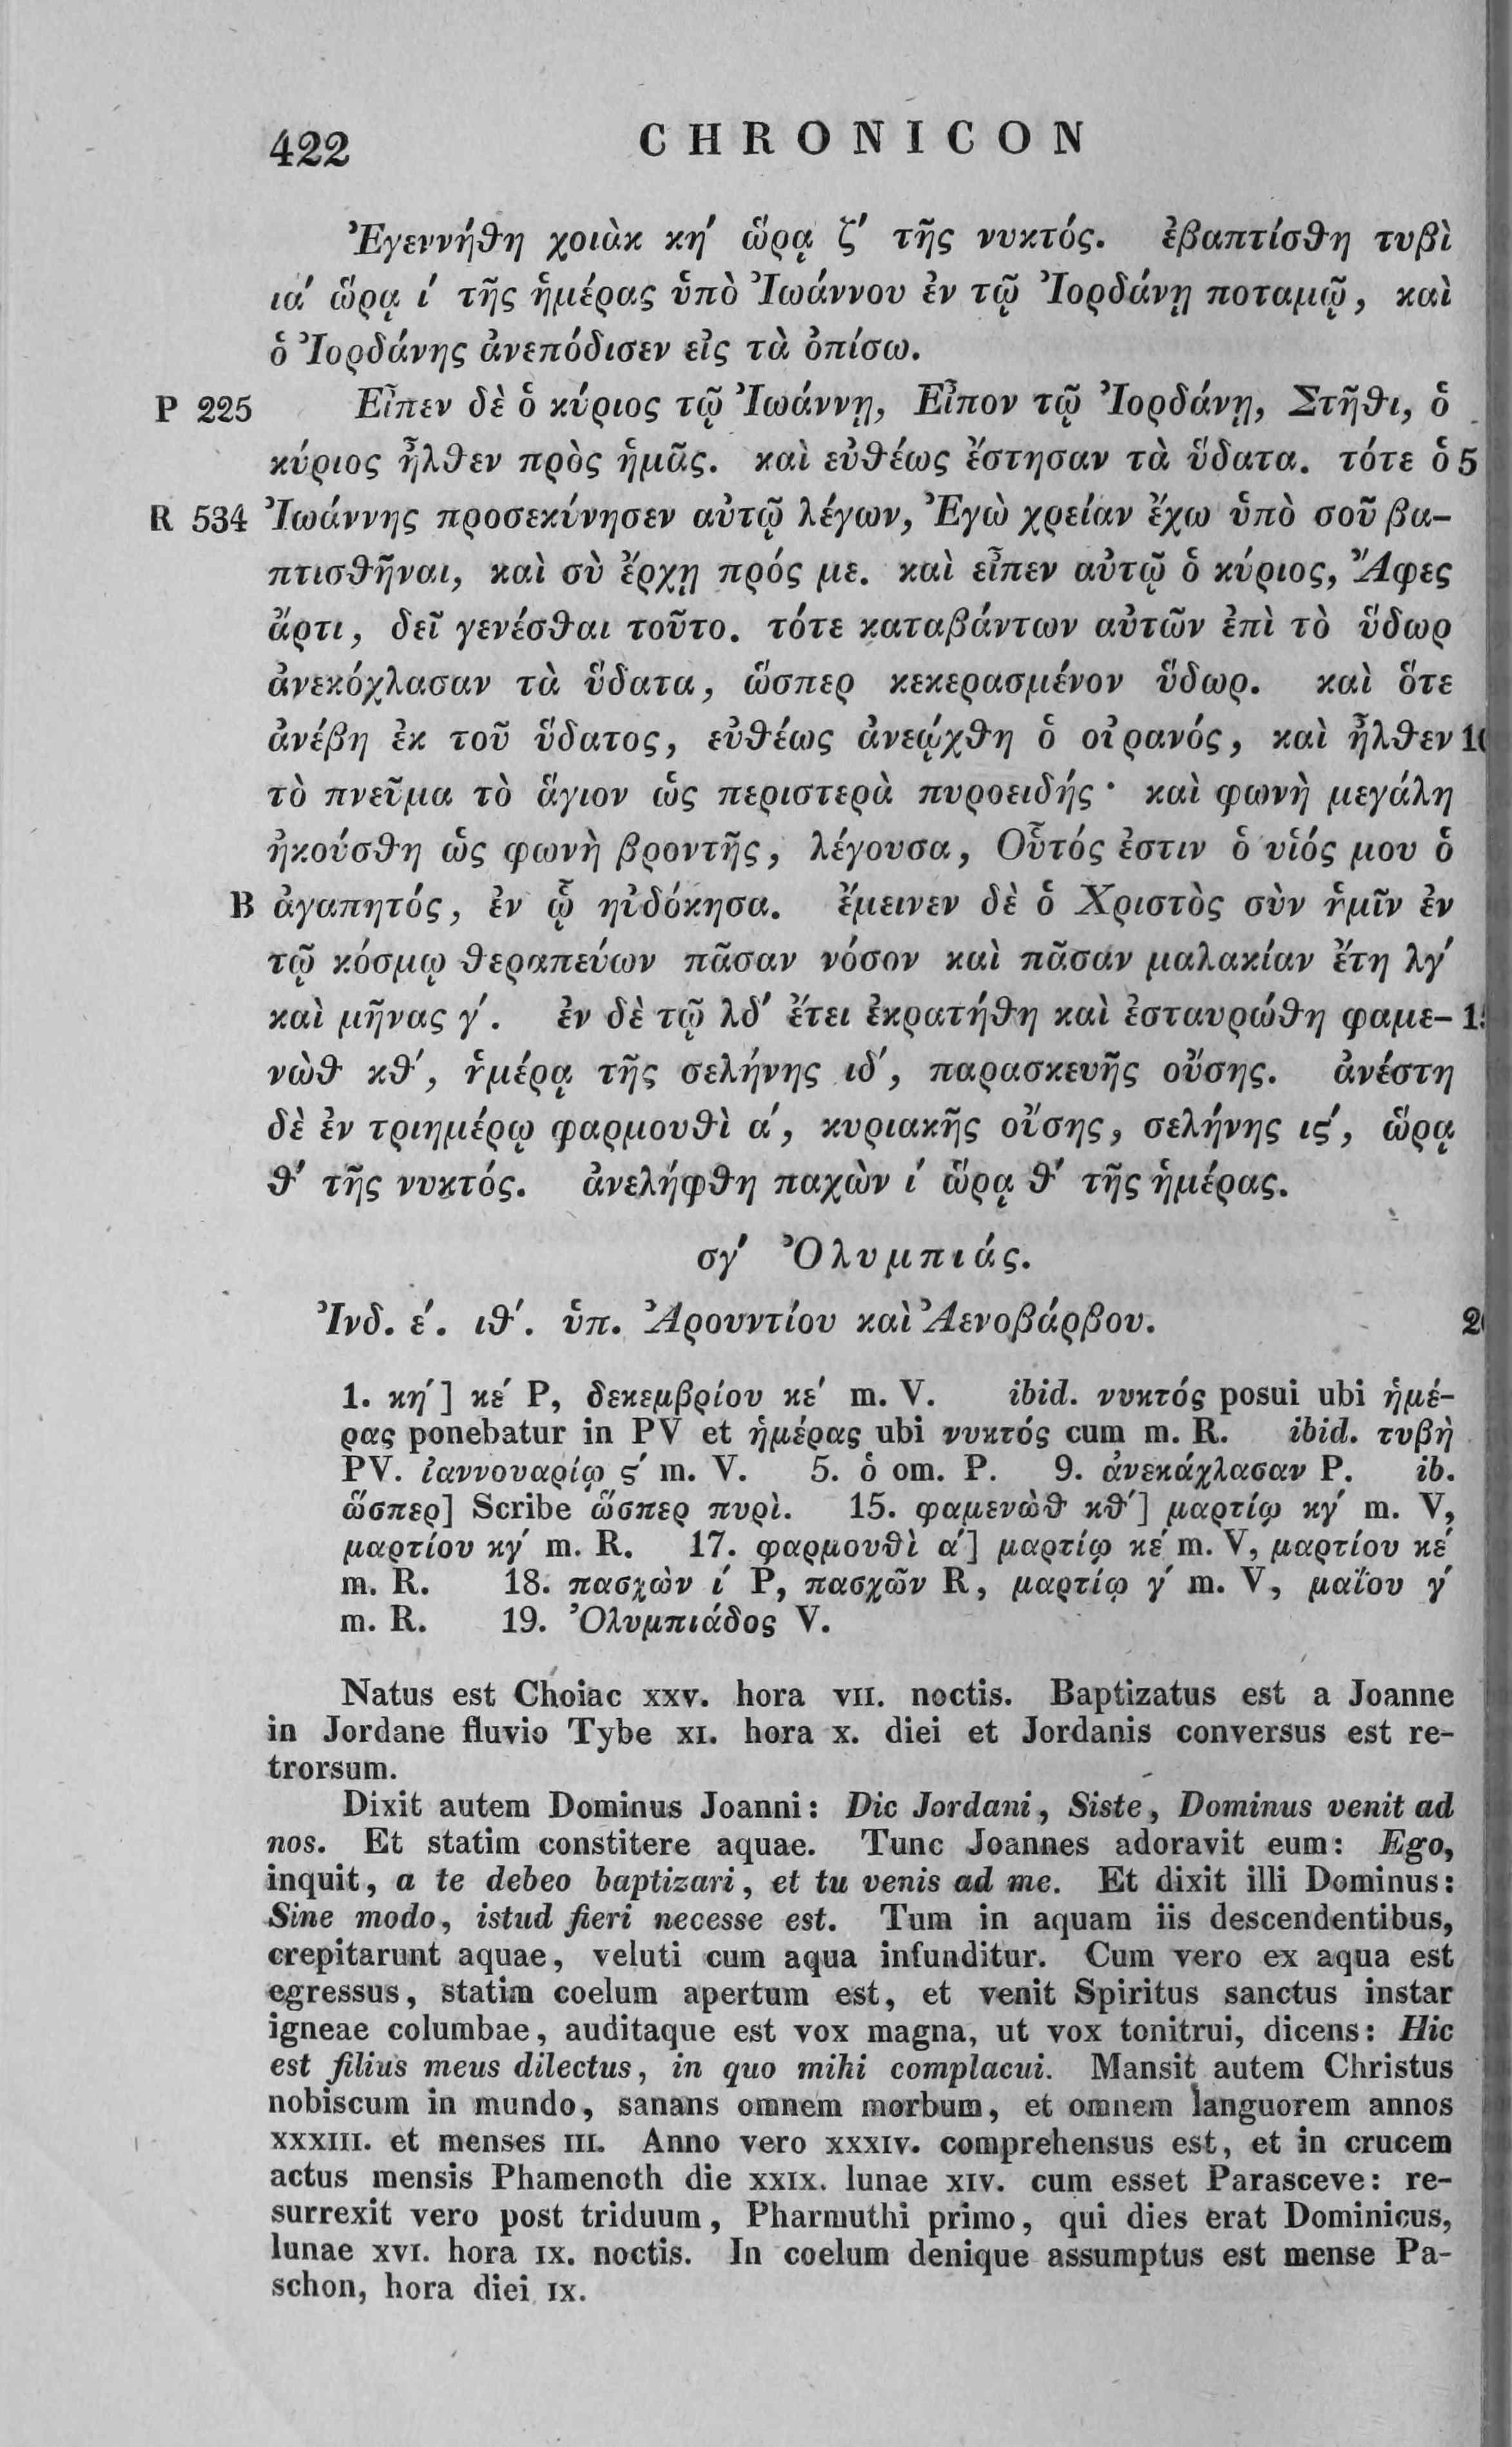 422 CHRONICON
Ἐγεννήθη χοιὰκ κή ὥρᾳ ζ́ τῆς νυκτός. ἐβαπτίσθη τυβὶ
ιά ὥρᾳ ί τῆς ἡμέρας ὑπὸ Ἰωάννου ἐν τῷ Ἰορδάνῃ ποταμῷ, καὶ
ὁ Ἰορδάνης ἀνεπόδισεν εἰς τὰ ὀπίσω.
P 225 Εἶπεν δὲ ὁ κύριος τῷ Ἰωάννῃ, Εἶπον τῷ Ἰορδάνῃ, Στῆθι, ὁ
κύριος ἦλθεν πρὸς ἡμᾶς. καὶ εὐθέως ἔστησαν τὰ ὕδατα. τότε ὁ 5
R 534 Ἰωάννης προσεκύνησεν αὐτῷ λέγων, Ἐγὼ χρείαν ἔχω ὑπὸ σοῦ βα-
πτισθῆναι, καὶ σὺ ἔρχῃ πρός με. καὶ εἶπεν αὐτῷ ὁ κύριος, Ἄφες
ἄρτι, δεῖ γενέσθαι τοῦτο. τότε καταβάντων αὐτῶν ἐπὶ τὸ ὕδωρ
ἀνεκόχλασαν τὰ ὕδατα, ὥσπερ κεκερασμένον ὕδωρ. καὶ ὅτε
ἀνέβη ἐκ τοῦ ὕδατος, εὐθέως ἀνεῴχθη ὁ οὐρανός, καὶ ἦλθεν 10
τὸ πνεῦμα τὸ ἅγιον ὡς περιστερὰ πυροειδής· καὶ φωνὴ μεγάλη
ἠκούσθη ὡς φωνὴ βροντῆς, λέγουσα, Οὗτός ἐστιν ὁ υἱός μου ὁ
B ἀγαπητός, ἐν ᾧ ηὐδόκησα. ἔμεινεν δὲ ὁ Χριστὸς σὺν ἡμῖν ἐν
τῷ κόσμῳ θεραπεύων πᾶσαν νόσον καὶ πᾶσαν μαλακίαν ἔτη λγ́
καὶ μῆνας γ́. ἐν δὲ τῷ λδ́ ἔτει ἐκρατήθη καὶ ἐσταυρώθη φαμε- 15
νὼθ κθ́, ἡμέρᾳ τῆς σελήνης ιδ́, παρασκευῆς οὔσης. ἀνέστη
δὲ ἐν τριημέρῳ φαρμουθὶ ά, κυριακῆς οὔσης, σελήνης ιϛ́, ὥρᾳ
θ́ τῆς νυκτός. ἀνελήφθη παχὼν ί ὥρᾳ θ́ τῆς ἡμέρας.
σγ́ Ὀλυμπιάς.
Ἰνδ. έ. ιθ́. ὑπ. Ἀρουντίου καὶ Ἀενοβάρβου. 20
1. κή] κέ P, δεκεμβρίου κέ m. V. ibid. νυκτός posui ubi ἡμέ-
ρας ponebatur in PV et ἡμέρας ubi νυκτός cum m. R. ibid. τυβὴ
PV. ἰαννουαρίῳ ϛ́ m. V. 5. ὁ om. P. 9. ἀνεκάχλασαν P. ib.
ὥσπερ] Scribe ὥσπερ πυρὶ. 15. φαμενὼθ κθ́] μαρτίῳ κγ́ m. V,
μαρτίου κγ́ m. R. 17. φαρμουθὶ ά] μαρτίῳ κέ m. V, μαρτίου κέ
m. R. 18. πασχὼν ί P, πασχῶν R, μαρτίῳ γ́ m. V, μαΐου γ́
m. R. 19. Ὀλυμπιάδος V.
Natus est Choiac xxv. hora vii. noctis. Baptizatus est a Joanne
in Jordane fluvio Tybe xi. hora x. diei et Jordanis conversus est re-
trorsum.
Dixit autem Dominus Joanni: Dic Jordani, Siste, Dominus venit ad
nos. Et statim constitere aquae. Tunc Joannes adoravit eum: Ego,
inquit, a te debeo baptizari, et tu venis ad me. Et dixit illi Dominus:
Sine modo, istud fieri necesse est. Tum in aquam iis descendentibus,
crepitarunt aquae, veluti cum aqua infunditur. Cum vero ex aqua est
egressus, statim coelum apertum est, et venit Spiritus sanctus instar
igneae columbae, auditaque est vox magna, ut vox tonitrui, dicens: Hic
est filius meus dilectus, in quo mihi complacui. Mansit autem Christus
nobiscum in mundo, sanans omnem morbum, et omnem languorem annos
xxxiii. et menses iii. Anno vero xxxiv. comprehensus est, et in crucem
actus mensis Phamenoth die xxix. lunae xiv. cum esset Parasceve: re-
surrexit vero post triduum, Pharmuthi primo, qui dies erat Dominicus,
lunae xvi. hora ix. noctis. In coelum denique assumptus est mense Pa-
schon, hora diei ix.